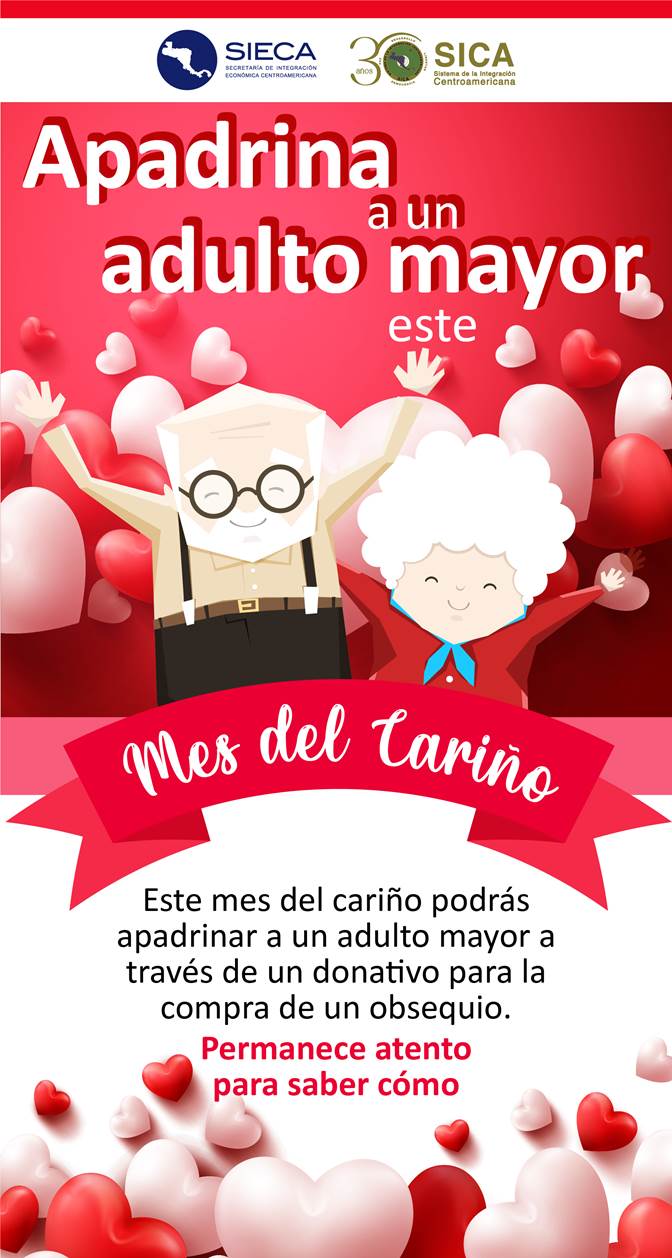 SIECA
SECRETARÍA DE INTEGRACIÓN
ECONÓMICA CENTROAMERICANA
30
años
SICA
Sistema de la Integración
Centroamericana
Apadrina
a un
adulto mayor
este
Mes del Cariño
Este mes del cariño podrás
apadrinar a un adulto mayor a
través de un donativo para la
compra de un obsequio.
Permanece atento
para saber cómo